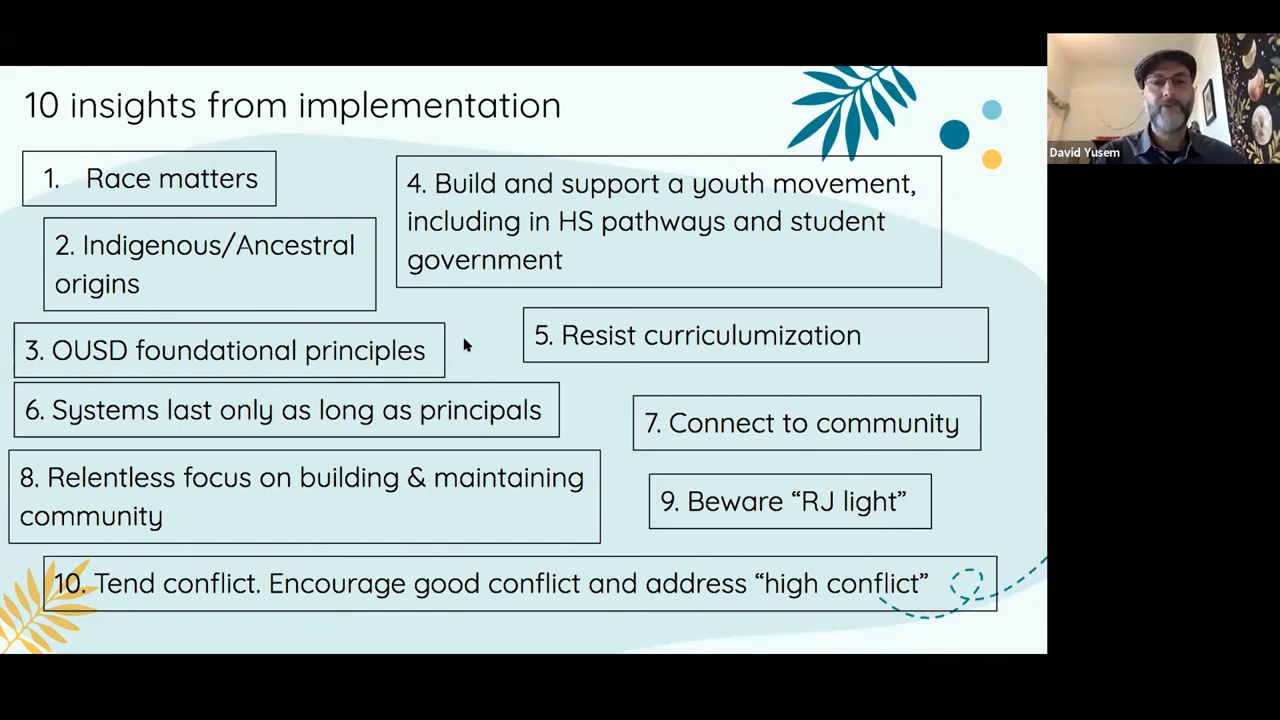 10 insights from implementation
1. Race matters
2. Indigenous/Ancestral
origins
3. OUSD foundational principles
4. Build and support a youth movement,
including in HS pathways and student
government
5. Resist curriculumization
6. Systems last only as long as principals
7. Connect to community
8. Relentless focus on building & maintaining
community
9. Beware “RJ light”
10. Tend conflict. Encourage good conflict and address “high conflict”
David Yusem